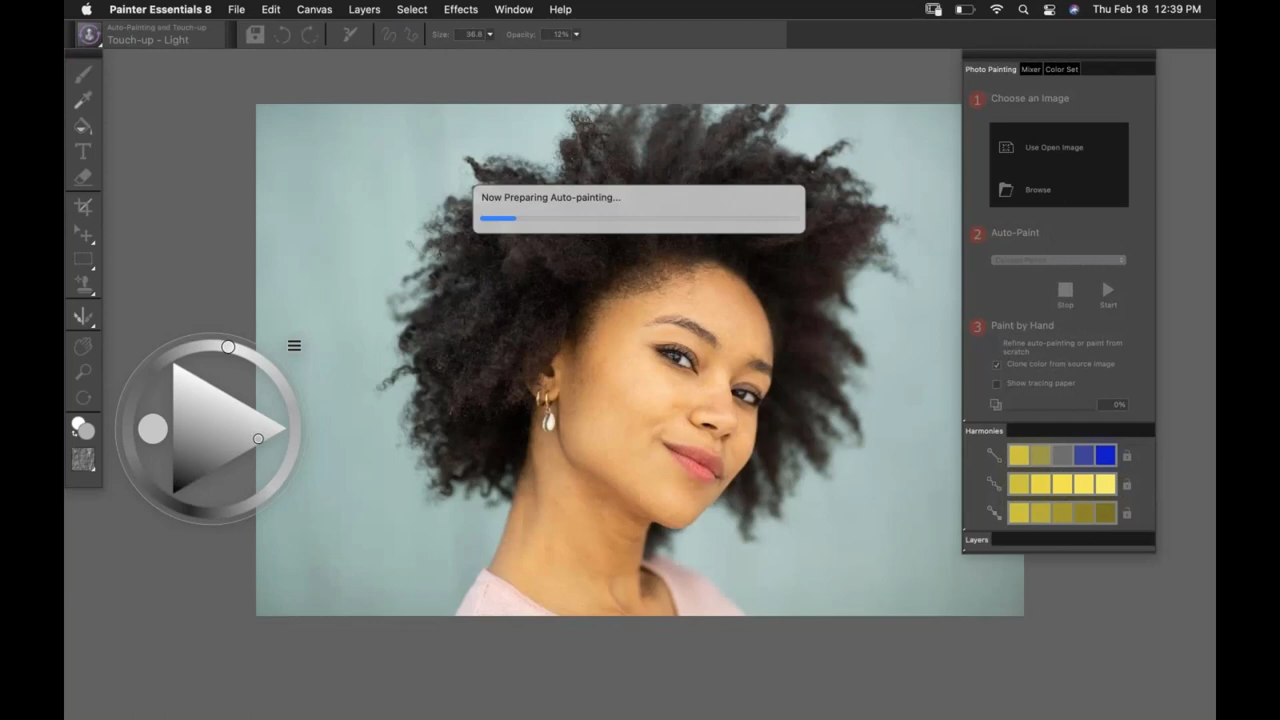 Painter Essentials 8 File Edit Canvas Layers Select Effects Window Help Thu Feb 18 12:39 PM
Auto-Painting and Touch-up
Touch-up - Light
Size: 36.8 Opacity: 12%
Photo Painting Mixer Color Set
1 Choose an Image
Use Open Image
Browse
Now Preparing Auto-painting...
2 Auto-Paint
Colored Pencil
Stop Start
3 Paint by Hand
Refine auto-painting or paint from
scratch
Clone color from source image
Show tracing paper
0%
Harmonies
Layers
T